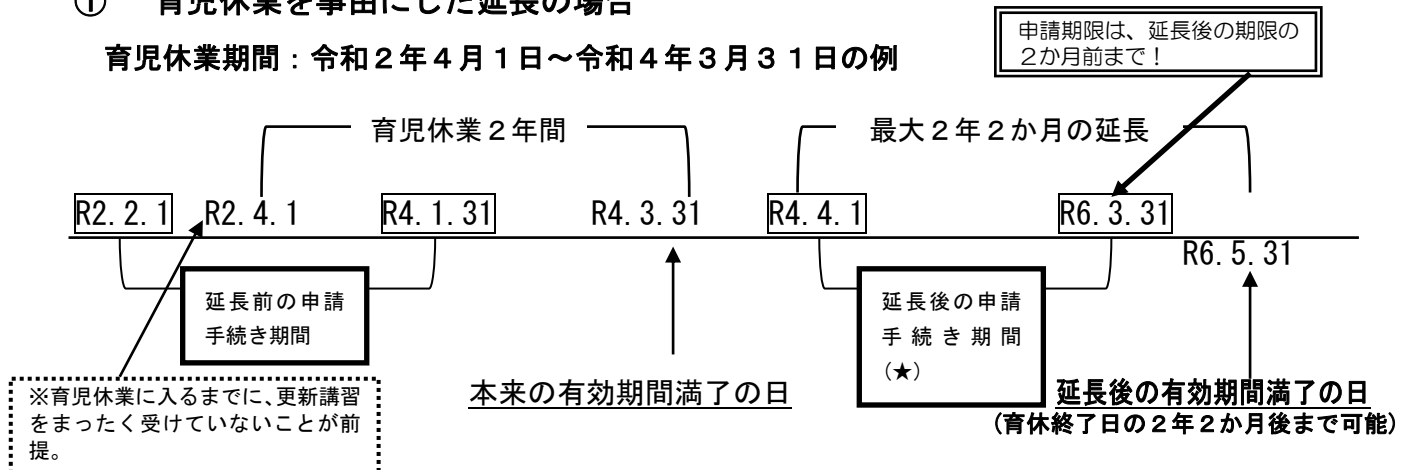 ① 育児休業を事由にした延長の場合
申請期限は、延長後の期限の
２か月前まで！
育児休業期間：令和２年４月１日～令和４年３月３１日の例
育児休業２年間
最大２年２か月の延長
R2.2.1 R2.4.1 R4.1.31 R4.3.31 R4.4.1 R6.3.31
R6.5.31
延長前の申請
手続き期間
延長後の申請
手続き期間
(★)
※育児休業に入るまでに、更新講習
をまったく受けていないことが前
提。
本来の有効期間満了の日
延長後の有効期間満了の日
(育休終了日の２年２か月後まで可能)